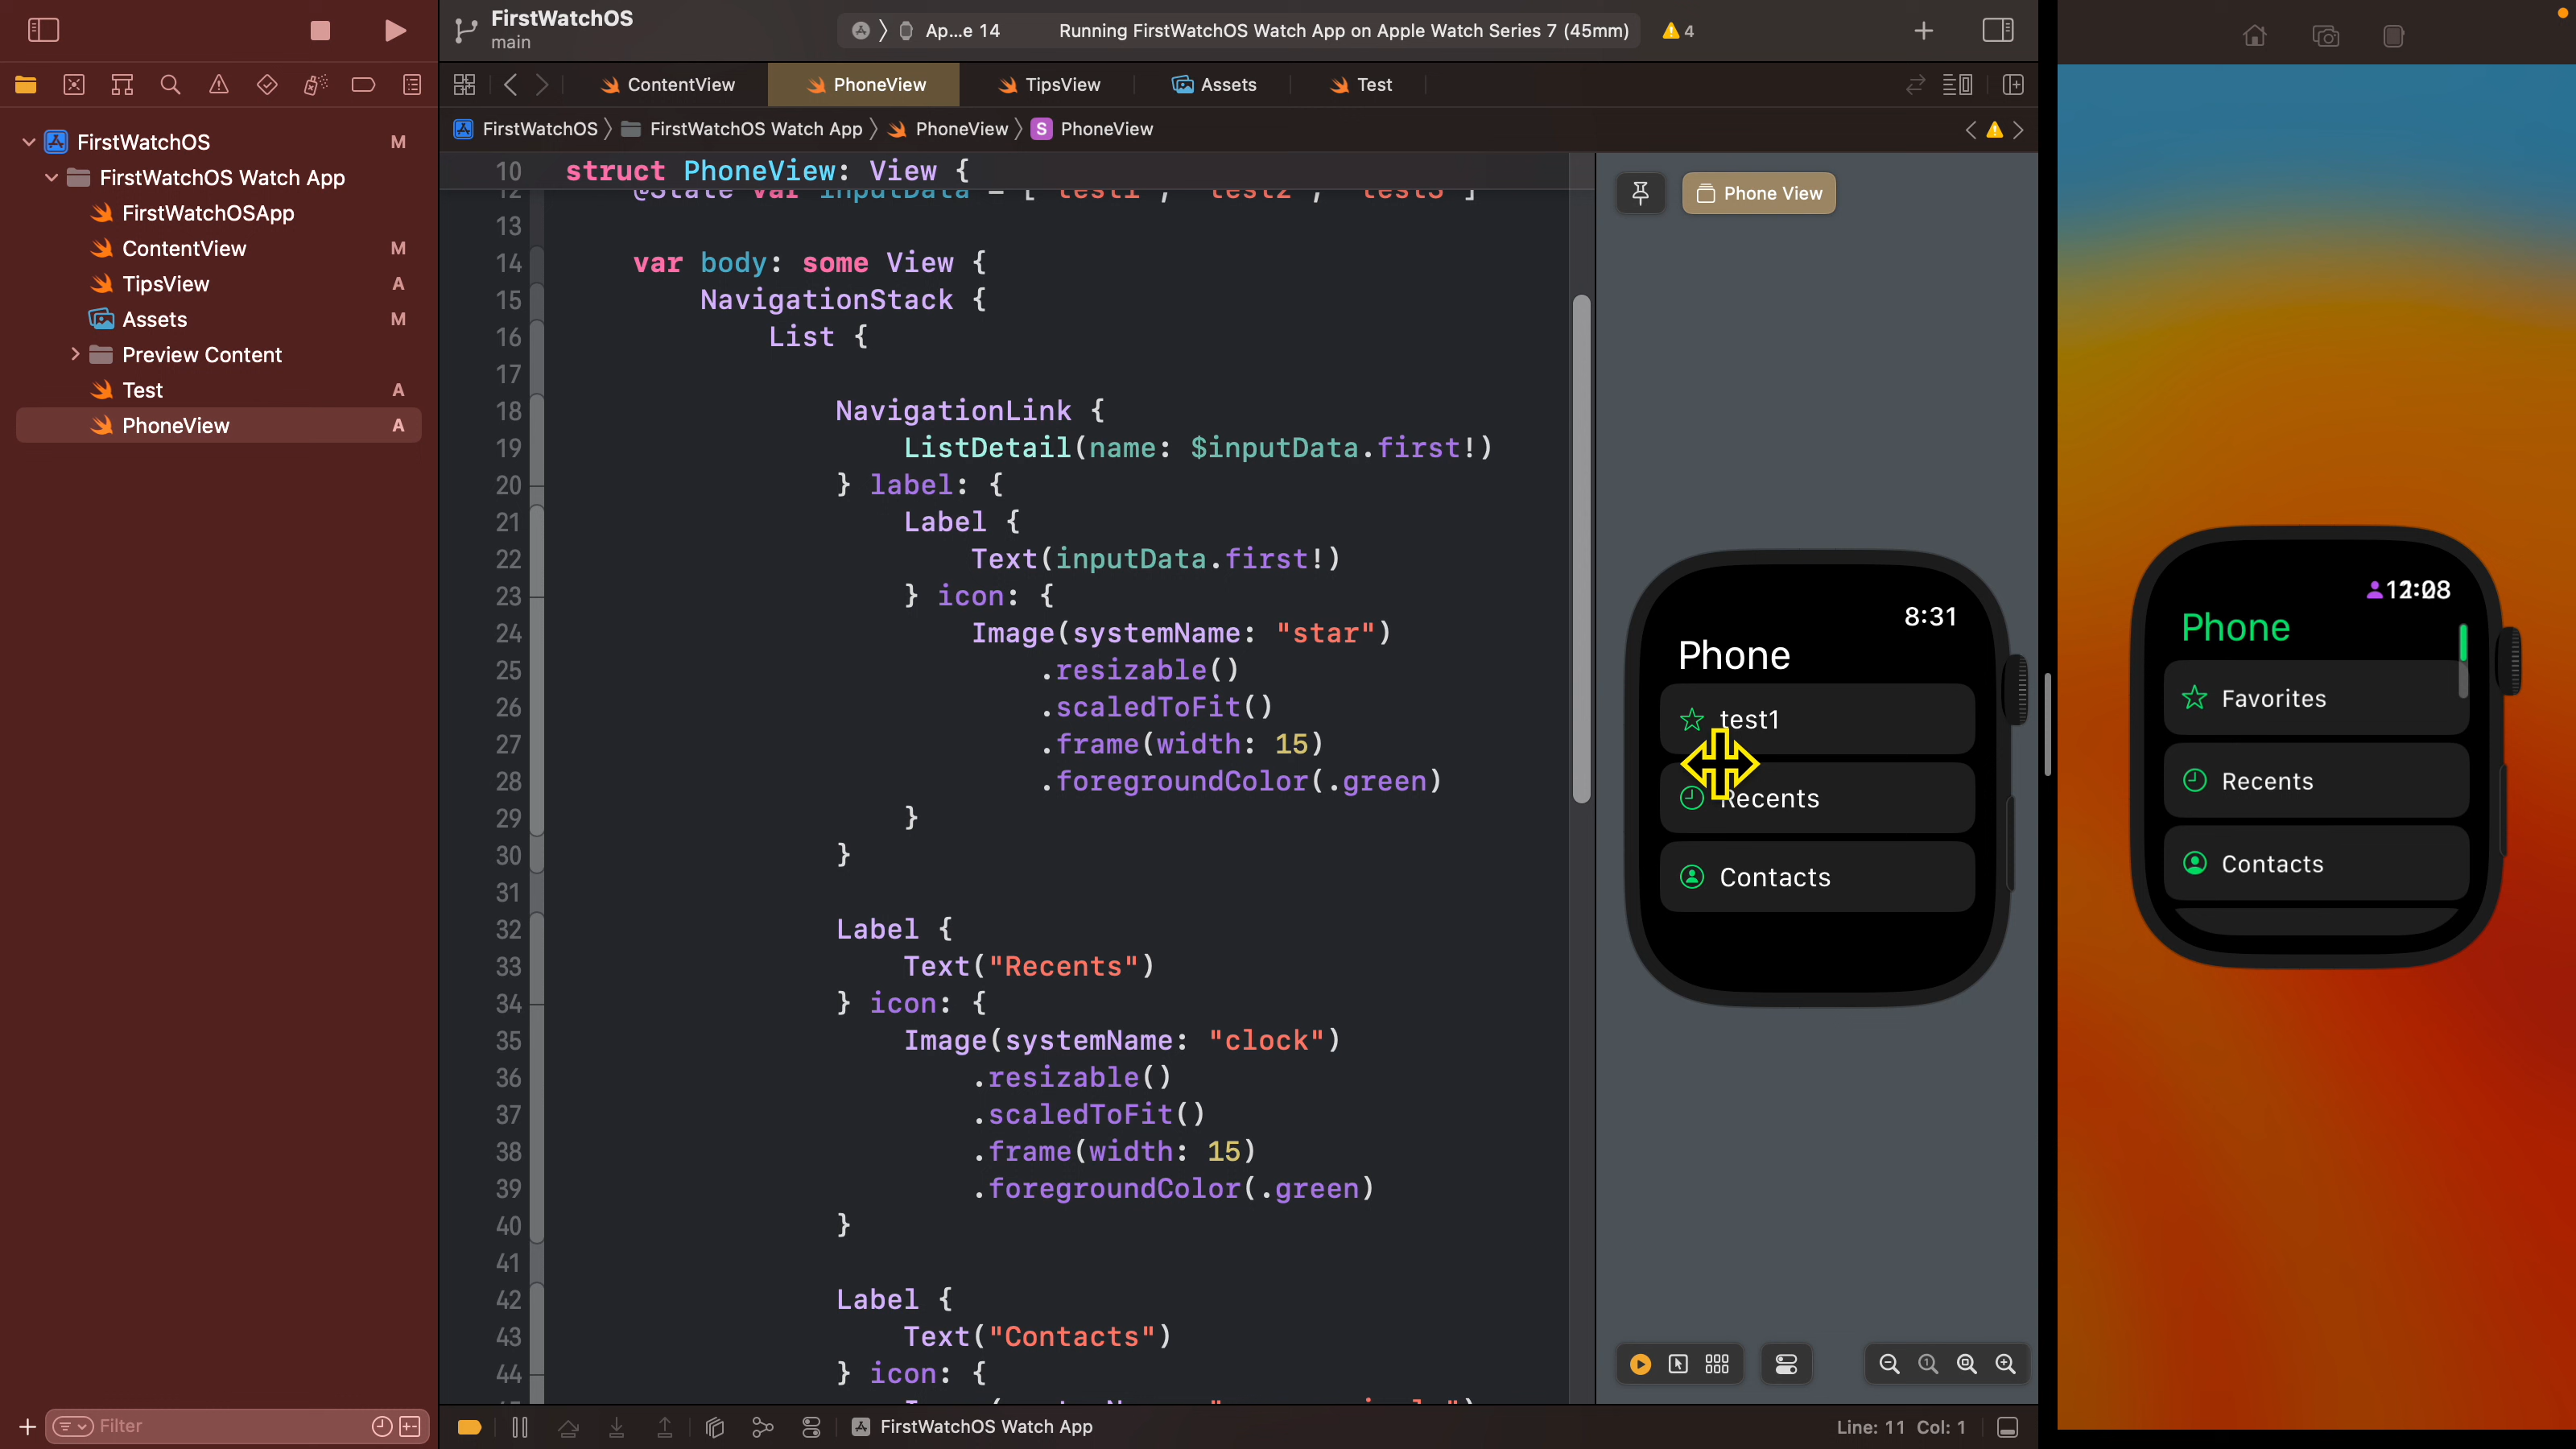 FirstWatchOS
main
Ap...e 14
Running FirstWatchOS Watch App on Apple Watch Series 7 (45mm)
4
ContentView
PhoneView
TipsView
Assets
Test
FirstWatchOS
FirstWatchOS Watch App
PhoneView
S PhoneView
FirstWatchOS M
FirstWatchOS Watch App
FirstWatchOSApp
ContentView M
TipsView A
Assets M
Preview Content
Test A
PhoneView A
Filter
10 struct PhoneView: View {
12 @State var inputData = ["test1", "test2", "test3"]
13
14 var body: some View {
15 NavigationStack {
16 List {
17
18 NavigationLink {
19 ListDetail(name: $inputData.first!)
20 } label: {
21 Label {
22 Text(inputData.first!)
23 } icon: {
24 Image(systemName: "star")
25 .resizable()
26 .scaledToFit()
27 .frame(width: 15)
28 .foregroundColor(.green)
29 }
30 }
31
32 Label {
33 Text("Recents")
34 } icon: {
35 Image(systemName: "clock")
36 .resizable()
37 .scaledToFit()
38 .frame(width: 15)
39 .foregroundColor(.green)
40 }
41
42 Label {
43 Text("Contacts")
44 } icon: {
Phone View
8:31
Phone
test1
Recents
Contacts
Phone
Favorites
Recents
Contacts
FirstWatchOS Watch App
Line: 11 Col: 1